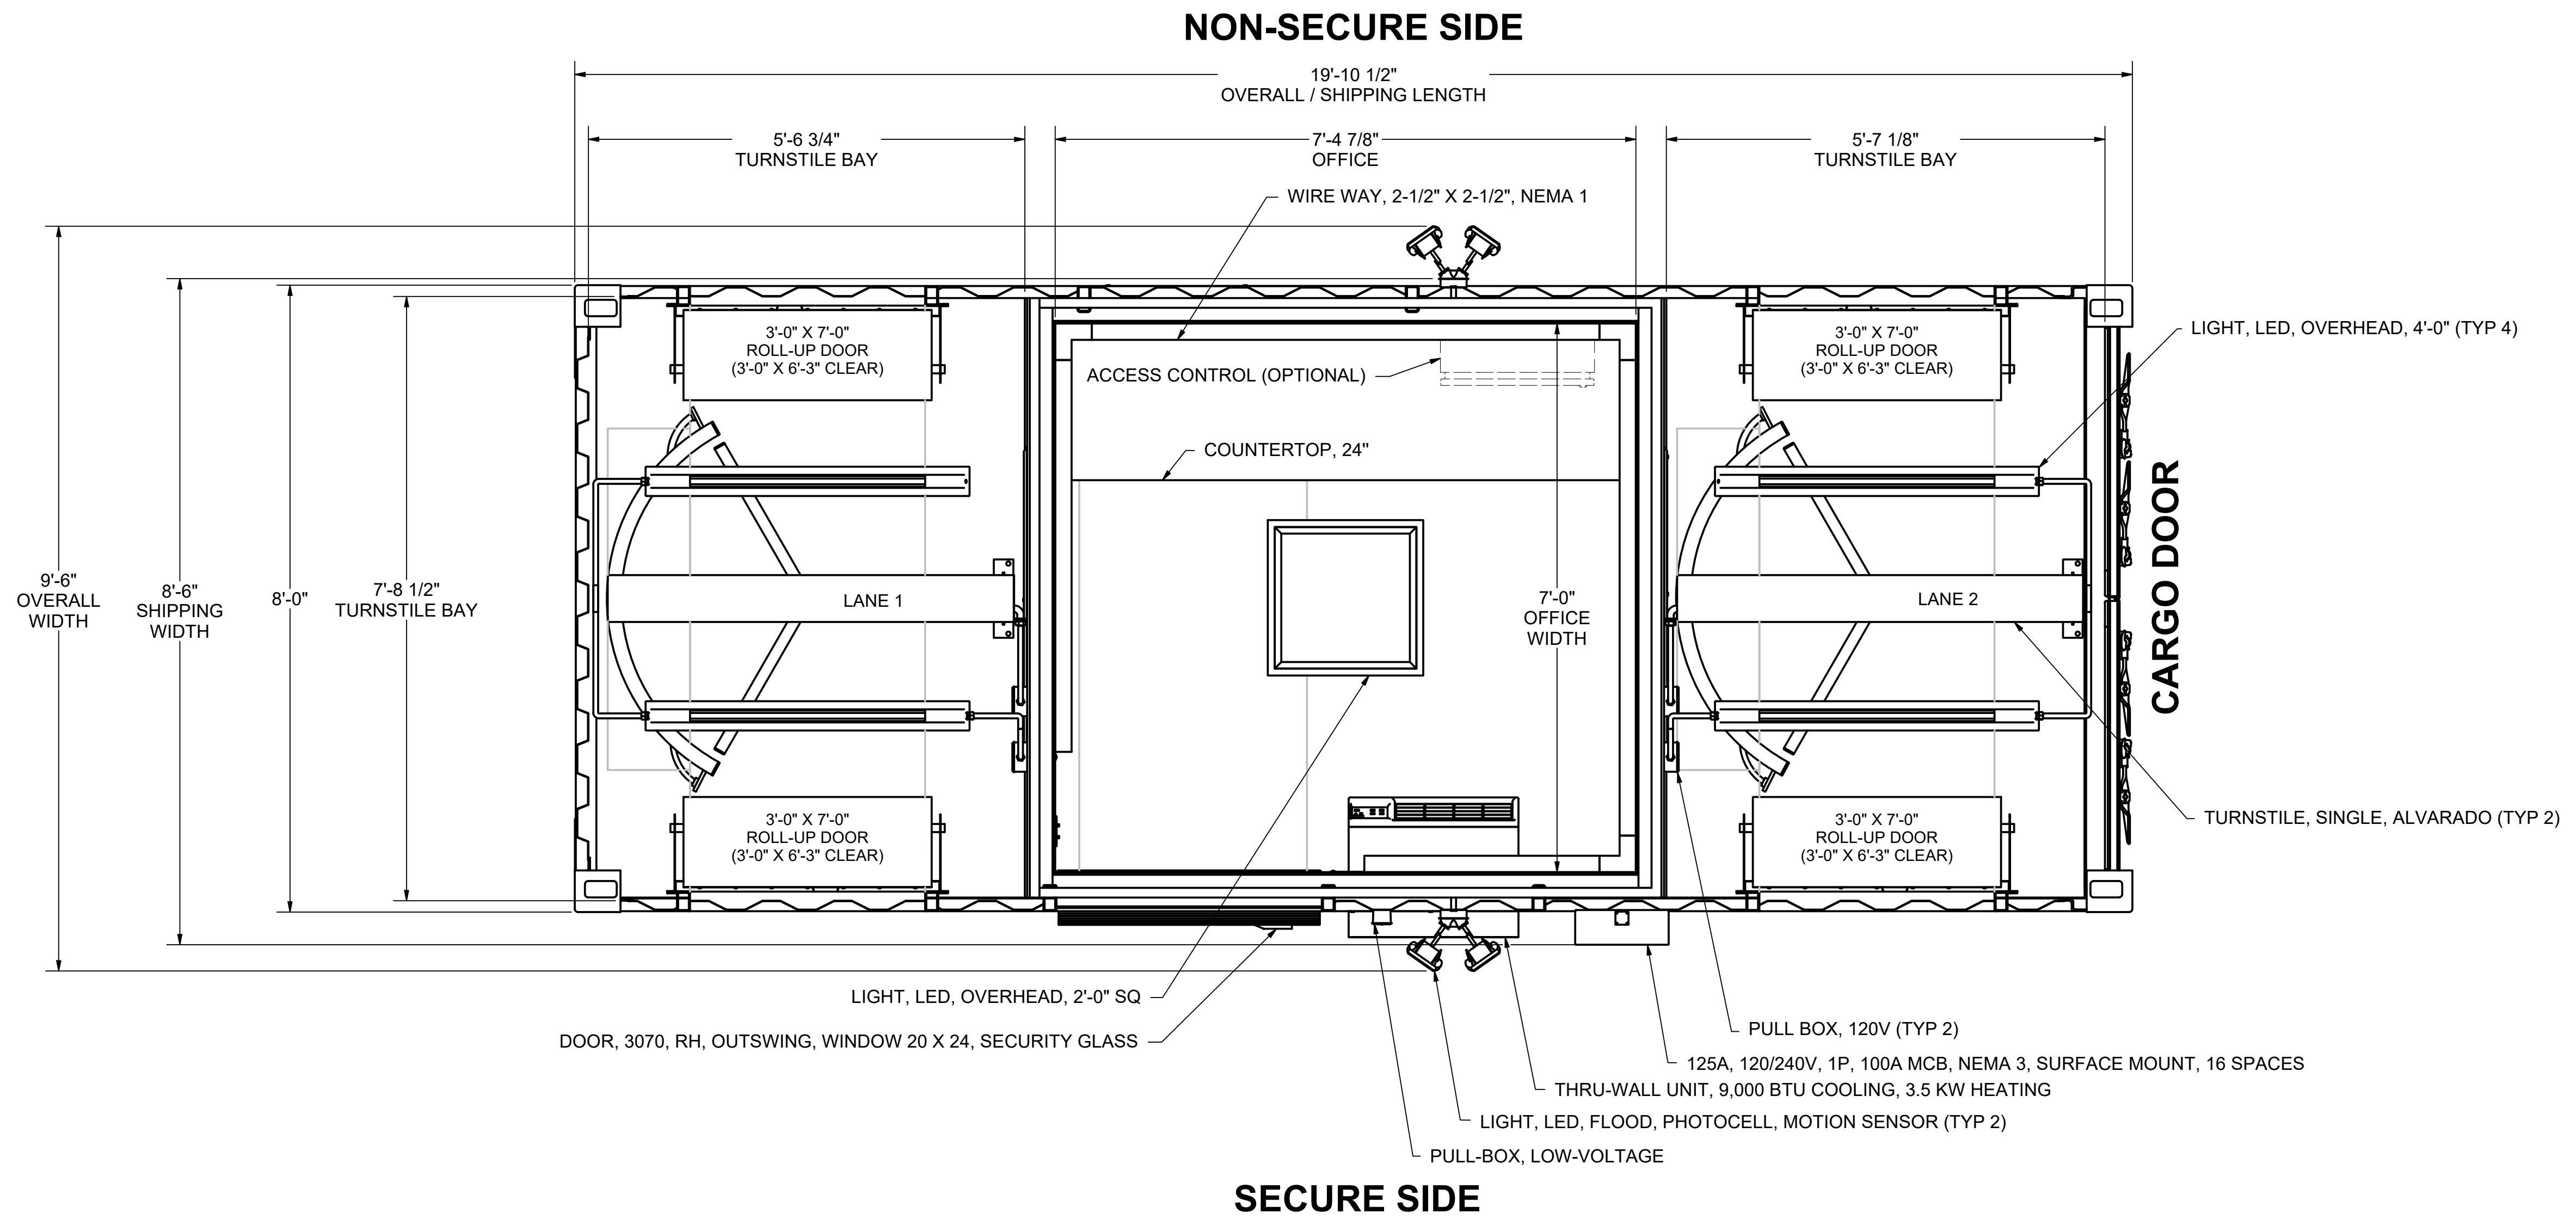 NON-SECURE SIDE
19'-10 1/2"
OVERALL / SHIPPING LENGTH
5'-6 3/4"
TURNSTILE BAY
7'-4 7/8"
OFFICE
5'-7 1/8"
TURNSTILE BAY
WIRE WAY, 2-1/2" X 2-1/2", NEMA 1
3'-0" X 7'-0"
ROLL-UP DOOR
(3'-0" X 6'-3" CLEAR)
3'-0" X 7'-0"
ROLL-UP DOOR
(3'-0" X 6'-3" CLEAR)
LIGHT, LED, OVERHEAD, 4'-0" (TYP 4)
ACCESS CONTROL (OPTIONAL)
COUNTERTOP, 24"
CARGO DOOR
9'-6"
OVERALL
WIDTH
8'-6"
SHIPPING
WIDTH
8'-0"
7'-8 1/2"
TURNSTILE BAY
LANE 1
7'-0"
OFFICE
WIDTH
LANE 2
3'-0" X 7'-0"
ROLL-UP DOOR
(3'-0" X 6'-3" CLEAR)
3'-0" X 7'-0"
ROLL-UP DOOR
(3'-0" X 6'-3" CLEAR)
TURNSTILE, SINGLE, ALVARADO (TYP 2)
LIGHT, LED, OVERHEAD, 2'-0" SQ
DOOR, 3070, RH, OUTSWING, WINDOW 20 X 24, SECURITY GLASS
PULL BOX, 120V (TYP 2)
125A, 120/240V, 1P, 100A MCB, NEMA 3, SURFACE MOUNT, 16 SPACES
THRU-WALL UNIT, 9,000 BTU COOLING, 3.5 KW HEATING
LIGHT, LED, FLOOD, PHOTOCELL, MOTION SENSOR (TYP 2)
PULL-BOX, LOW-VOLTAGE
SECURE SIDE